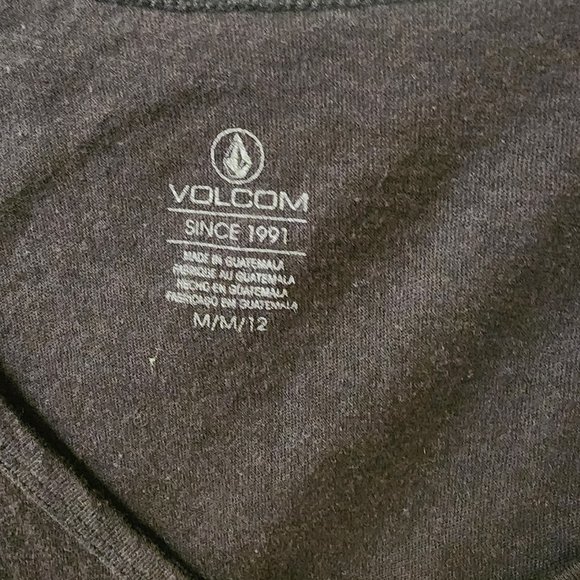 VOLCOM
SINCE 1991
MADE IN GUATEMALA
FABRIQUE AU GUATEMALA
HECHO EN GUATEMALA
FABRICADO EM GUATEMALA
M/M/12